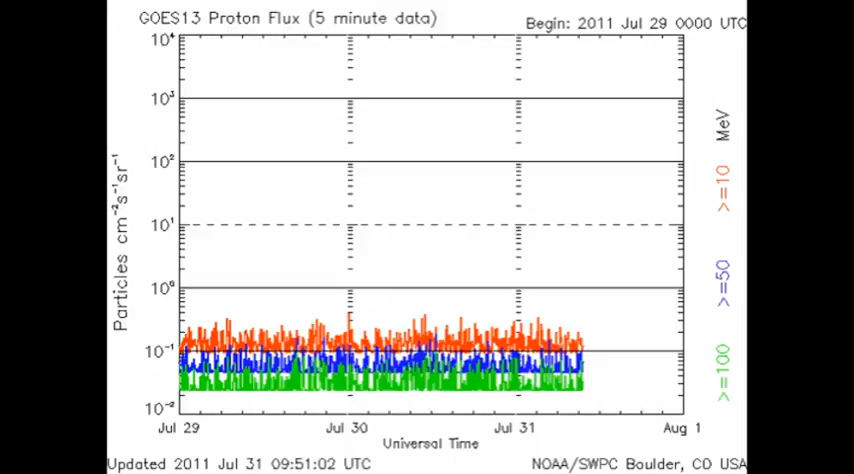 GOES13 Proton Flux (5 minute data)
Begin: 2011 Jul 29 0000 UTC
Particles cm⁻²s⁻¹sr⁻¹
10⁴
10³
10²
10¹
10⁰
10⁻¹
10⁻²
Jul 29
Jul 30
Jul 31
Aug 1
Universal Time
MeV
>=10
>=50
>=100
Updated 2011 Jul 31 09:51:02 UTC
NOAA/SWPC Boulder, CO USA